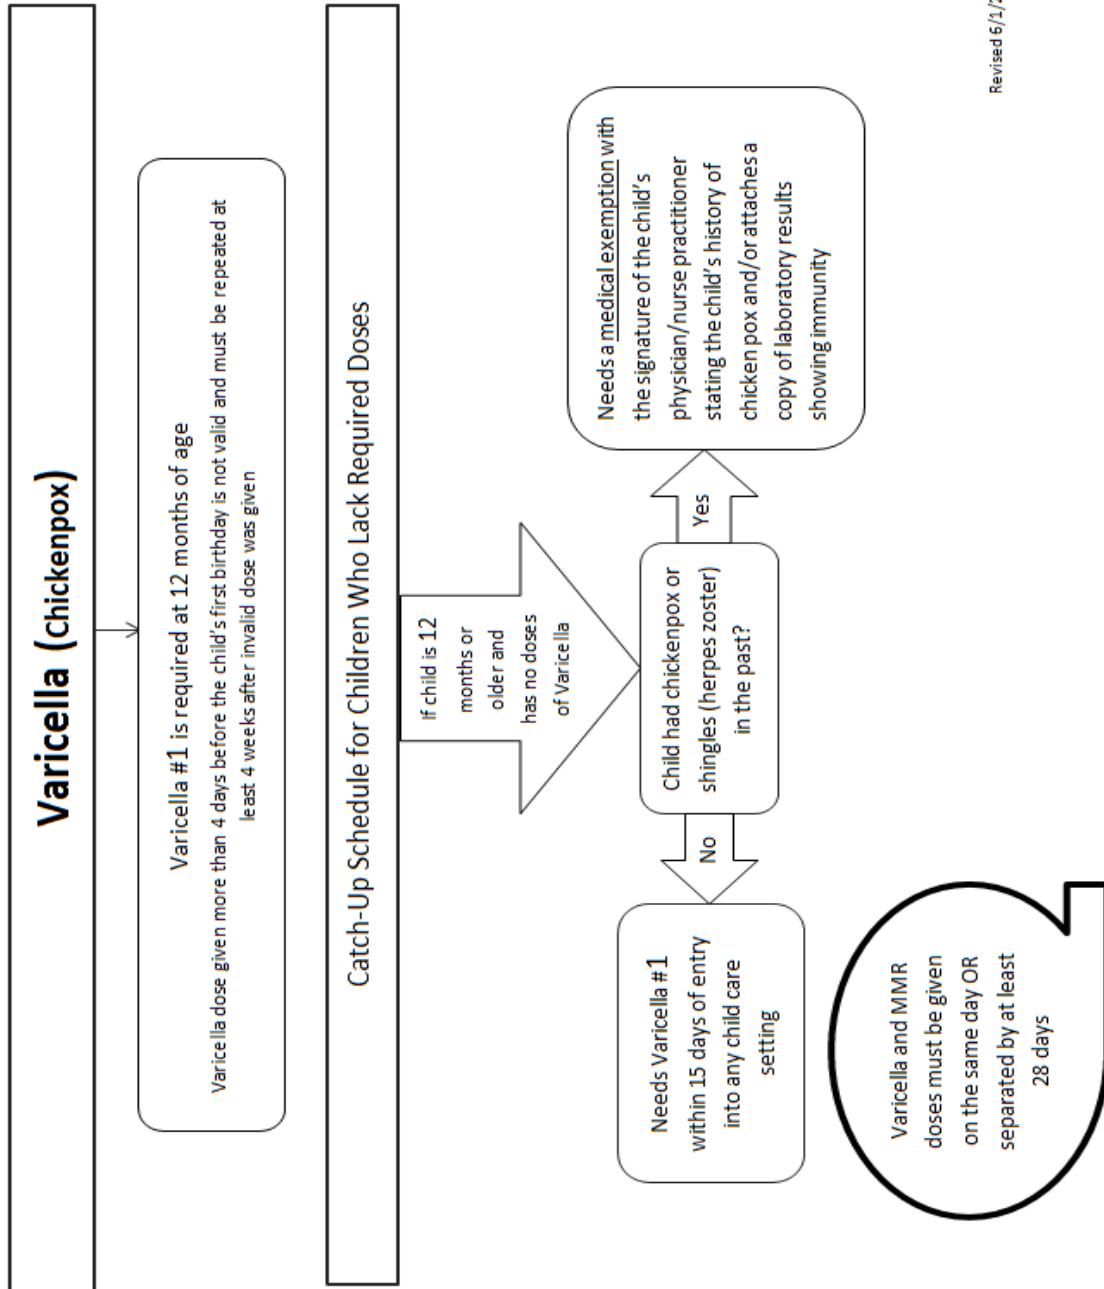 Varicella (Chickenpox)
Varicella #1 is required at 12 months of age
Varicella dose given more than 4 days before the child's first birthday is not valid and must be repeated at
least 4 weeks after invalid dose was given
Catch-Up Schedule for Children Who Lack Required Doses
If child is 12
months or
older and
has no doses
of Varicella
Child had chickenpox or
shingles (herpes zoster)
in the past?
No
Yes
Needs Varicella #1
within 15 days of entry
into any child care
setting
Needs a medical exemption with
the signature of the child's
physician/nurse practitioner
stating the child's history of
chicken pox and/or attaches a
copy of laboratory results
showing immunity
Varicella and MMR
doses must be given
on the same day OR
separated by at least
28 days
Revised 6/1/